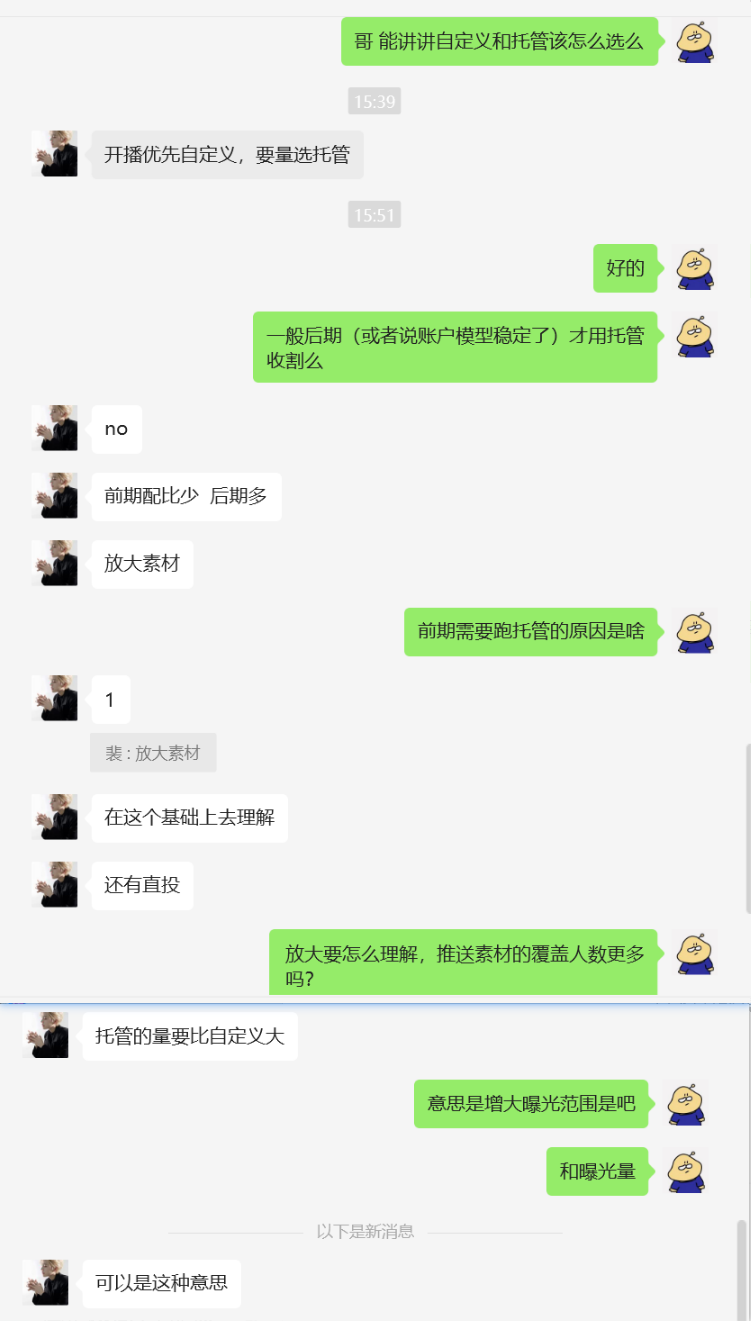 哥 能讲讲自定义和托管该怎么选么
15:39
开播优先自定义，要量选托管
15:51
好的
一般后期（或者说账户模型稳定了）才用托管
收割么
no
前期配比少  后期多
放大素材
前期需要跑托管的原因是啥
1
裴 : 放大素材
在这个基础上去理解
还有直投
放大要怎么理解，推送素材的覆盖人数更多
吗？
托管的量要比自定义大
意思是增大曝光范围是吧
和曝光量
以下是新消息
可以是这种意思